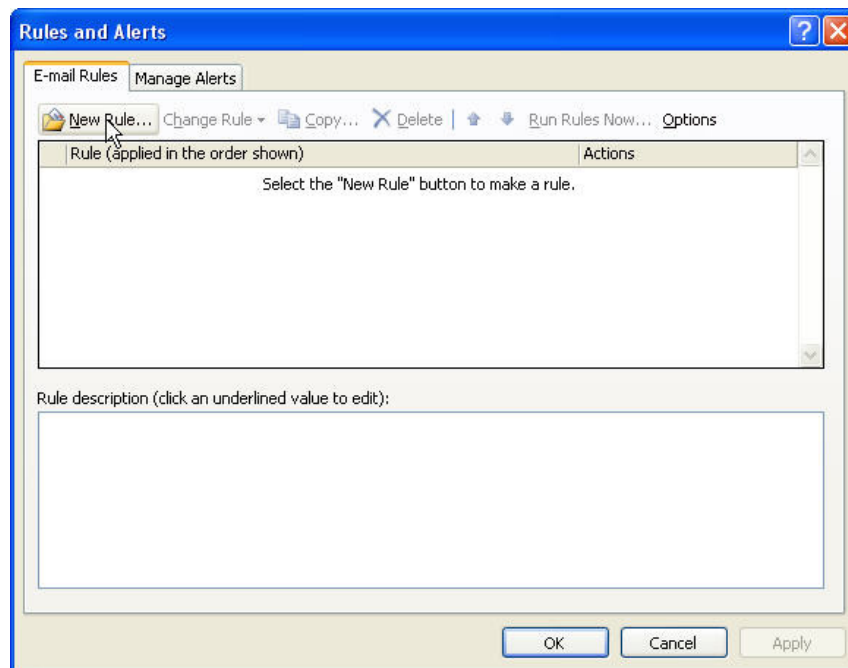 Rules and Alerts
E-mail Rules Manage Alerts
New Rule... Change Rule Copy... Delete Run Rules Now... Options
Rule (applied in the order shown) Actions
Select the "New Rule" button to make a rule.
Rule description (click an underlined value to edit):
OK Cancel Apply